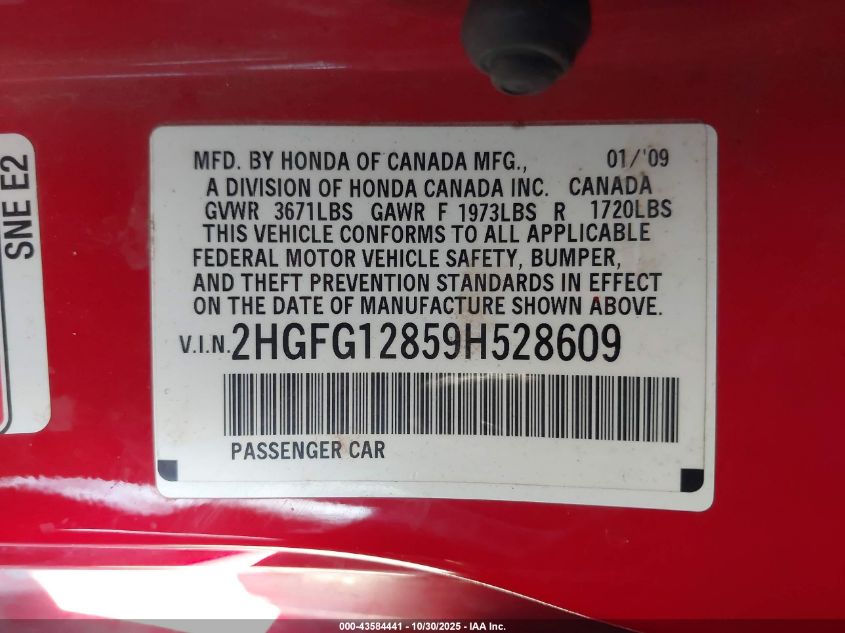 MFD. BY HONDA OF CANADA MFG., 01/'09
A DIVISION OF HONDA CANADA INC. CANADA
GVWR 3671LBS GAWR F 1973LBS R 1720LBS
THIS VEHICLE CONFORMS TO ALL APPLICABLE
FEDERAL MOTOR VEHICLE SAFETY, BUMPER,
AND THEFT PREVENTION STANDARDS IN EFFECT
ON THE DATE OF MANUFACTURE SHOWN ABOVE.
V.I.N. 2HGFG12859H528609
PASSENGER CAR
SNE E2
000-43584441 - 10/30/2025 - IAA Inc.